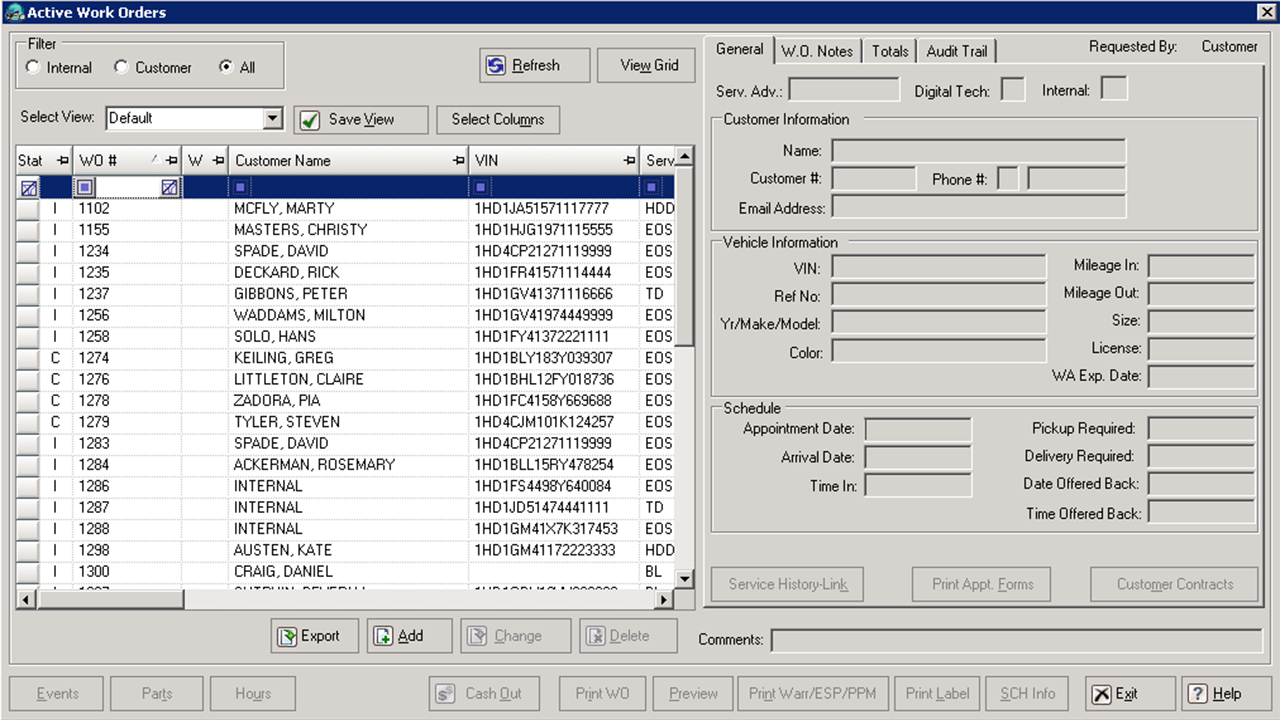 Active Work Orders
Filter
Internal Customer All
Refresh View Grid
Select View: Default Save View Select Columns
Stat WO # W Customer Name VIN Serv
I 1102 MCFLY, MARTY 1HD1JA51571117777 HDD
I 1155 MASTERS, CHRISTY 1HD1HJG1971115555 EOS
I 1234 SPADE, DAVID 1HD4CP21271119999 EOS
I 1235 DECKARD, RICK 1HD1FR41571114444 EOS
I 1237 GIBBONS, PETER 1HD1GV41371116666 TD
I 1256 WADDAMS, MILTON 1HD1GV41974449999 EOS
I 1258 SOLO, HANS 1HD1FY41372221111 EOS
C 1274 KEILING, GREG 1HD1BLY183Y039307 EOS
C 1276 LITTLETON, CLAIRE 1HD1BHL12FY018736 EOS
C 1278 ZADORA, PIA 1HD1FC4158Y669688 EOS
C 1279 TYLER, STEVEN 1HD4CJM101K124257 EOS
I 1283 SPADE, DAVID 1HD4CP21271119999 EOS
I 1284 ACKERMAN, ROSEMARY 1HD1BLL15RY478254 EOS
I 1286 INTERNAL 1HD1FS4498Y640084 EOS
I 1287 INTERNAL 1HD1JD51474441111 TD
I 1288 INTERNAL 1HD1GM41X7K317453 EOS
I 1298 AUSTEN, KATE 1HD1GM41172223333 HDD
I 1300 CRAIG, DANIEL BL
Export Add Change Delete
General W.O. Notes Totals Audit Trail Requested By: Customer
Serv. Adv.: Digital Tech: Internal:
Customer Information
Name:
Customer #: Phone #:
Email Address:
Vehicle Information
VIN: Mileage In:
Ref No: Mileage Out:
Yr/Make/Model: Size:
Color: License:
WA Exp. Date:
Schedule
Appointment Date: Pickup Required:
Arrival Date: Delivery Required:
Time In: Date Offered Back:
Time Offered Back:
Service History-Link Print Appt. Forms Customer Contracts
Comments:
Events Parts Hours Cash Out Print WO Preview Print Warr/ESP/PPM Print Label SCH Info Exit Help